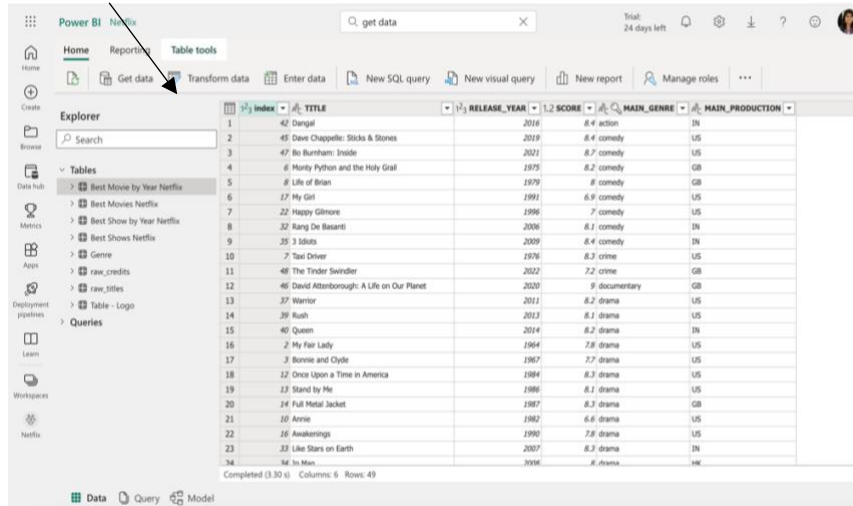 Power BI Netflix
get data
Trial:
24 days left
Home Reporting Table tools
Get data Transform data Enter data New SQL query New visual query New report Manage roles
Home
Create
Browse
Data hub
Metrics
Apps
Deployment
pipelines
Learn
Workspaces
Netflix
Explorer
Search
Tables
Best Movie by Year Netflix
Best Movies Netflix
Best Show by Year Netflix
Best Shows Netflix
Genre
raw_credits
raw_titles
Table - Logo
Queries
index TITLE RELEASE_YEAR 1.2 SCORE MAIN_GENRE MAIN_PRODUCTION
1 42 Dangal 2016 8.4 action IN
2 45 Dave Chappelle: Sticks & Stones 2019 8.4 comedy US
3 47 Bo Burnham: Inside 2021 8.7 comedy US
4 6 Monty Python and the Holy Grail 1975 8.2 comedy GB
5 8 Life of Brian 1979 8 comedy GB
6 17 My Girl 1991 6.9 comedy US
7 22 Happy Gilmore 1996 7 comedy US
8 32 Rang De Basanti 2006 8.1 comedy IN
9 35 3 Idiots 2009 8.4 comedy IN
10 7 Taxi Driver 1976 8.3 crime US
11 48 The Tinder Swindler 2022 7.2 crime GB
12 46 David Attenborough: A Life on Our Planet 2020 9 documentary GB
13 37 Warrior 2011 8.2 drama US
14 39 Rush 2013 8.1 drama US
15 40 Queen 2014 8.2 drama IN
16 2 My Fair Lady 1964 7.8 drama US
17 3 Bonnie and Clyde 1967 7.7 drama US
18 12 Once Upon a Time in America 1984 8.3 drama US
19 13 Stand by Me 1986 8.1 drama US
20 14 Full Metal Jacket 1987 8.3 drama GB
21 10 Annie 1982 6.6 drama US
22 16 Awakenings 1990 7.8 drama US
23 33 Like Stars on Earth 2007 8.3 drama IN
24 34 Ip Man 2008 8 drama HK
Completed (3.30 s) Columns: 6 Rows: 49
Data Query Model